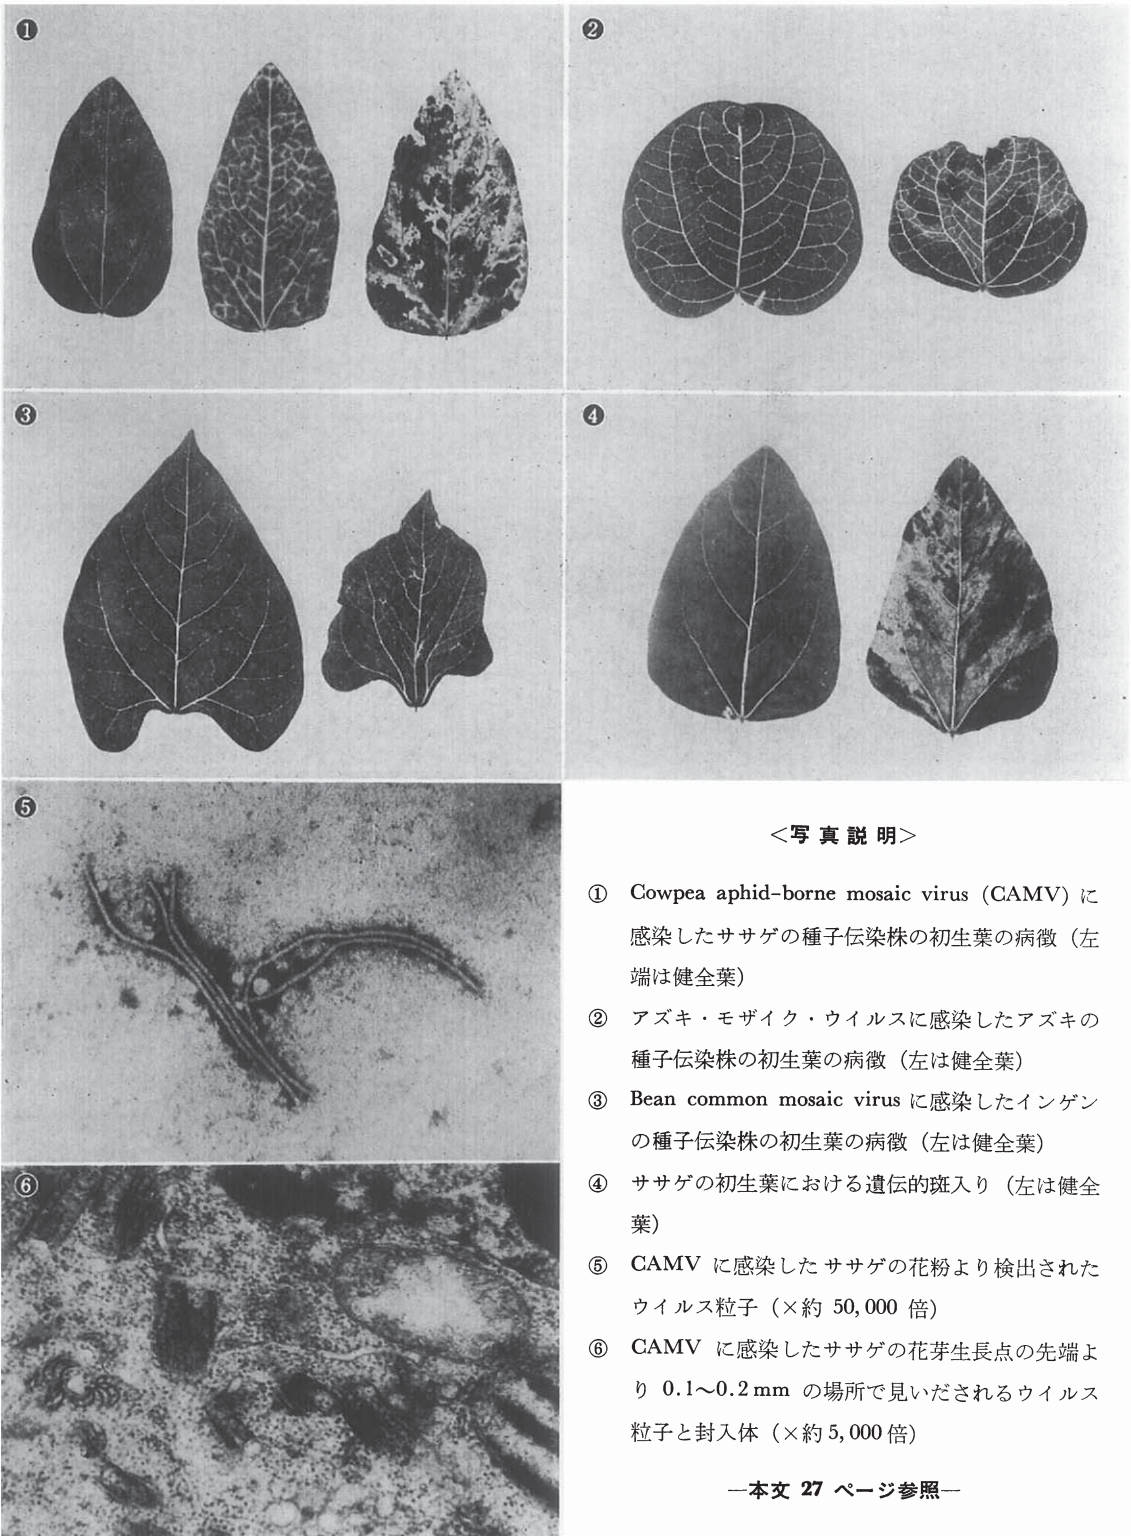 ❶
❷
❸
❹
❺
❻
＜写真説明＞
① Cowpea aphid-borne mosaic virus (CAMV) に
感染したササゲの種子伝染株の初生葉の病徴（左
端は健全葉）
② アズキ・モザイク・ウイルスに感染したアズキの
種子伝染株の初生葉の病徴（左は健全葉）
③ Bean common mosaic virus に感染したインゲン
の種子伝染株の初生葉の病徴（左は健全葉）
④ ササゲの初生葉における遺伝的斑入り（左は健全
葉）
⑤ CAMV に感染したササゲの花粉より検出された
ウイルス粒子（×約 50,000 倍）
⑥ CAMV に感染したササゲの花芽生長点の先端よ
り 0.1～0.2mm の場所で見いだされるウイルス
粒子と封入体（×約 5,000 倍）
—本文 27 ページ参照—